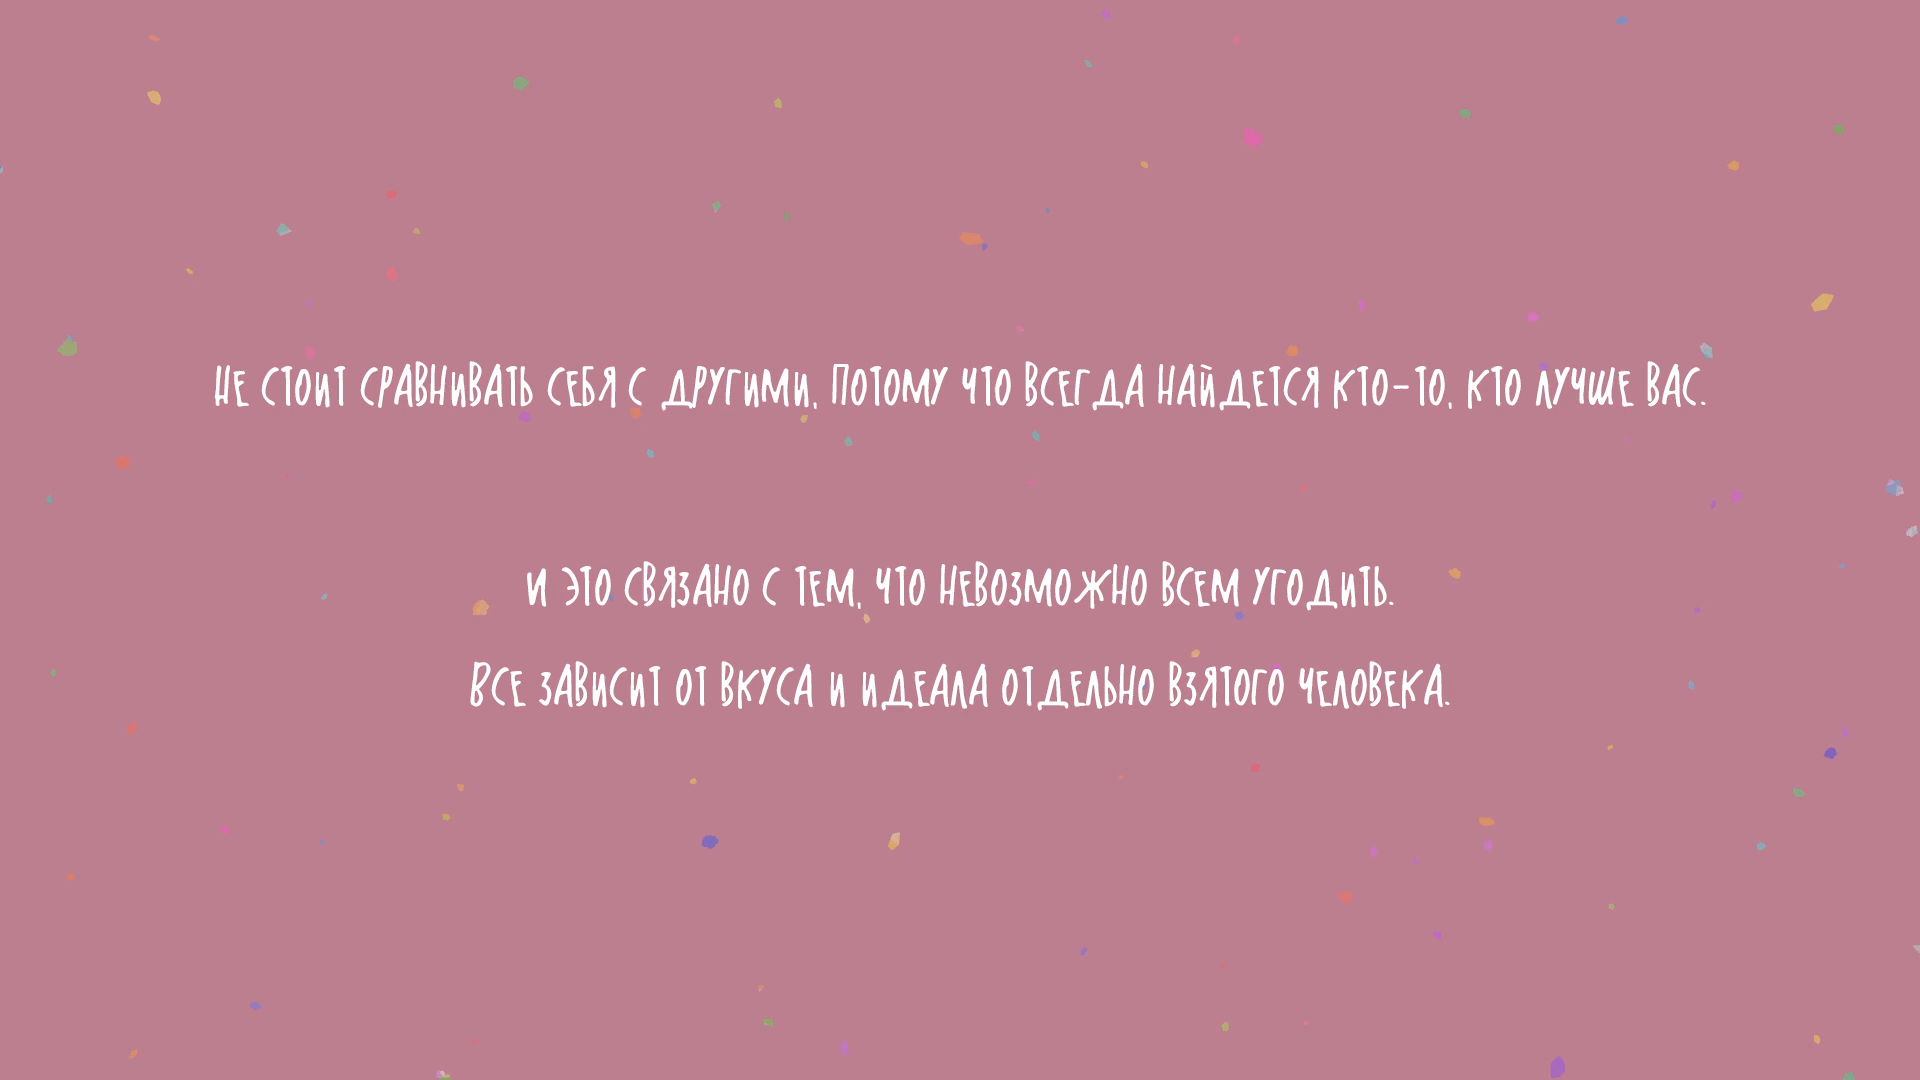 НЕ СТОИТ СРАВНИВАТЬ СЕБЯ С ДРУГИМИ, ПОТОМУ ЧТО ВСЕГДА НАЙДЕТСЯ КТО-ТО, КТО ЛУЧШЕ ВАС.
И ЭТО СВЯЗАНО С ТЕМ, ЧТО НЕВОЗМОЖНО ВСЕМ УГОДИТЬ.
ВСЕ ЗАВИСИТ ОТ ВКУСА И ИДЕАЛА ОТДЕЛЬНО ВЗЯТОГО ЧЕЛОВЕКА.